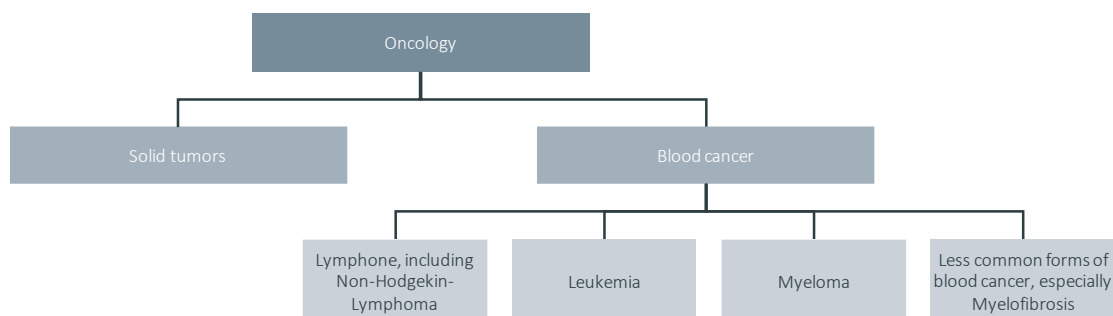 Oncology
Solid tumors
Blood cancer
Lymphone, including
Non-Hodgekin-
Lymphoma
Leukemia
Myeloma
Less common forms of
blood cancer, especially
Myelofibrosis